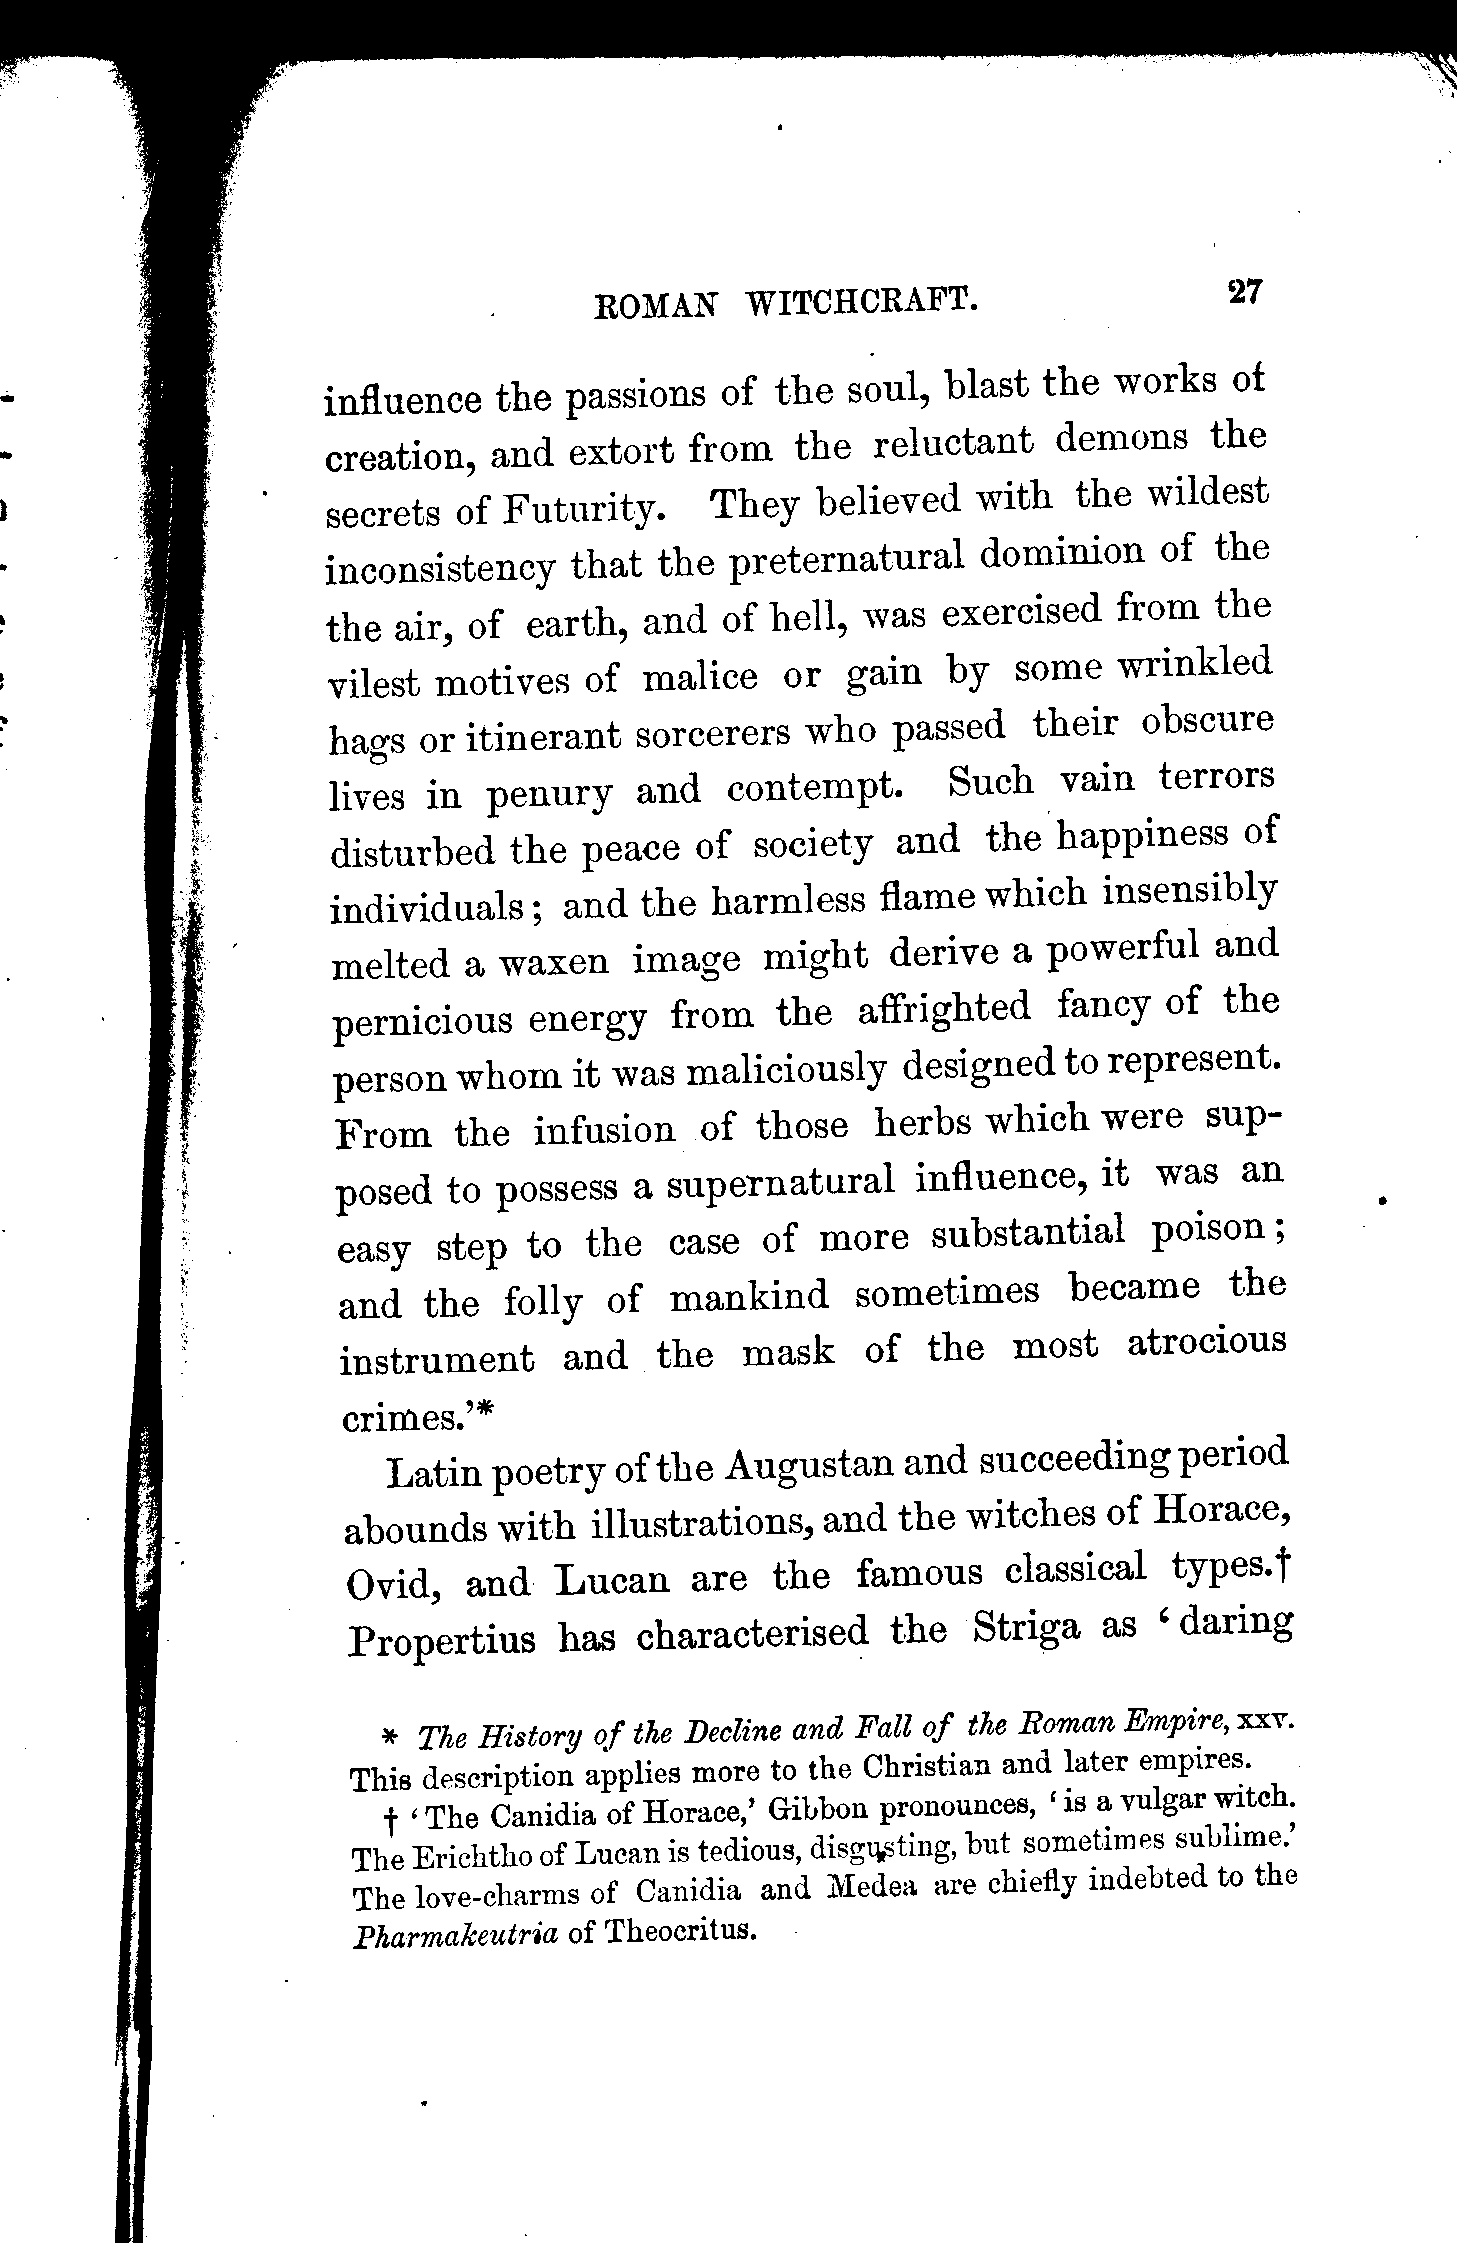 ROMAN WITCHCRAFT. 27
influence the passions of the soul, blast the works of
creation, and extort from the reluctant demons the
secrets of Futurity. They believed with the wildest
inconsistency that the preternatural dominion of the
the air, of earth, and of hell, was exercised from the
vilest motives of malice or gain by some wrinkled
hags or itinerant sorcerers who passed their obscure
lives in penury and contempt. Such vain terrors
disturbed the peace of society and the happiness of
individuals; and the harmless flame which insensibly
melted a waxen image might derive a powerful and
pernicious energy from the affrighted fancy of the
person whom it was maliciously designed to represent.
From the infusion of those herbs which were sup-
posed to possess a supernatural influence, it was an
easy step to the case of more substantial poison;
and the folly of mankind sometimes became the
instrument and the mask of the most atrocious
crimes.'*
Latin poetry of the Augustan and succeeding period
abounds with illustrations, and the witches of Horace,
Ovid, and Lucan are the famous classical types.†
Propertius has characterised the Striga as ‘daring
* The History of the Decline and Fall of the Roman Empire, xxv.
This description applies more to the Christian and later empires.
† ‘The Canidia of Horace,’ Gibbon pronounces, ‘is a vulgar witch.
The Erichtho of Lucan is tedious, disgusting, but sometimes sublime.’
The love-charms of Canidia and Medea are chiefly indebted to the
Pharmakeutria of Theocritus.